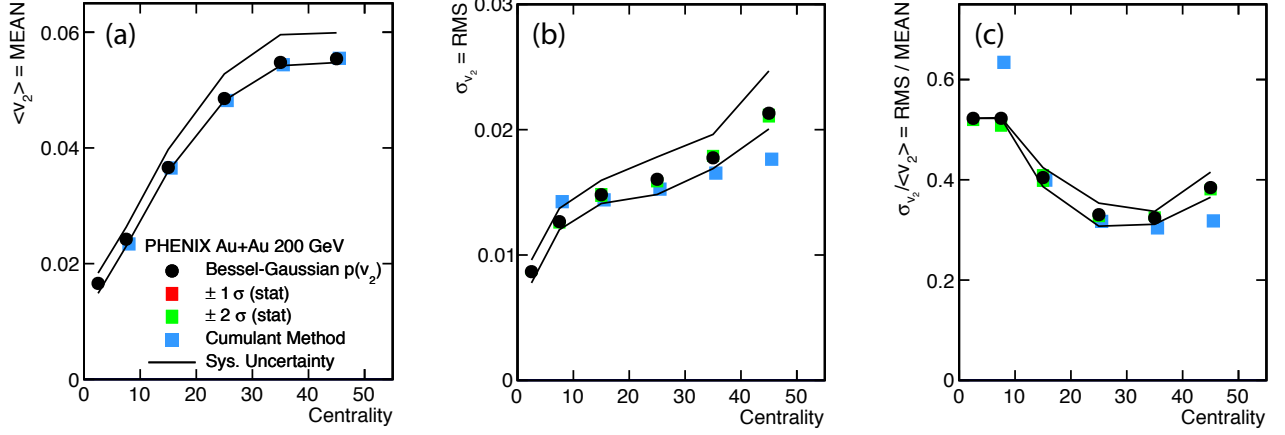 (a)
<v₂> = MEAN
0.06
0.04
0.02
0
PHENIX Au+Au 200 GeV
Bessel-Gaussian p(v₂)
± 1 σ (stat)
± 2 σ (stat)
Cumulant Method
Sys. Uncertainty
0 10 20 30 40 50
Centrality
(b)
σᵥ₂ = RMS
0.03
0.02
0.01
0
0 10 20 30 40 50
Centrality
(c)
σᵥ₂/<v₂> = RMS / MEAN
0.6
0.4
0.2
0
0 10 20 30 40 50
Centrality